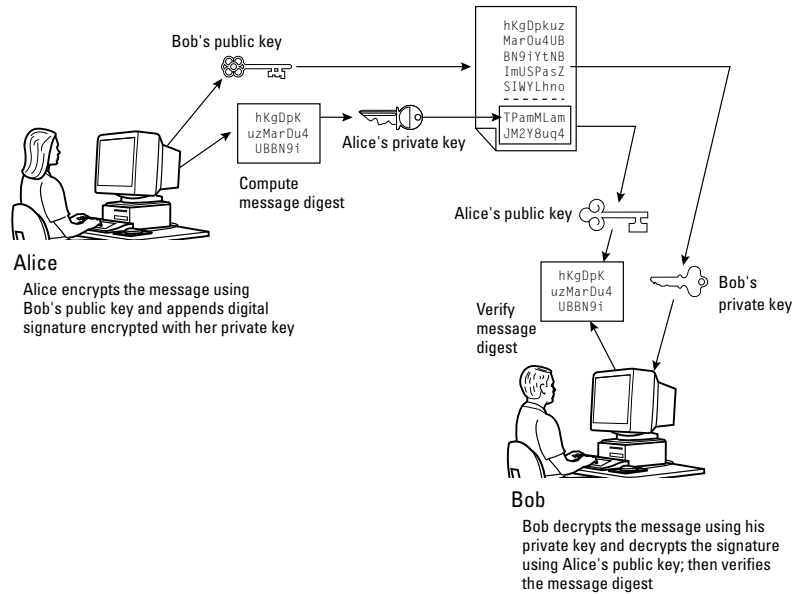 Bob's public key
hKgDpkuz
MarOu4UB
BN9iYtNB
ImUSPasZ
SIWYLhno
TPamMLam
JM2Y8uq4
hKgDpK
uzMarDu4
UBBN9i
Alice's private key
Compute
message digest
Alice
Alice encrypts the message using
Bob's public key and appends digital
signature encrypted with her private key
Alice's public key
hKgDpK
uzMarDu4
UBBN9i
Verify
message
digest
Bob's
private key
Bob
Bob decrypts the message using his
private key and decrypts the signature
using Alice's public key; then verifies
the message digest